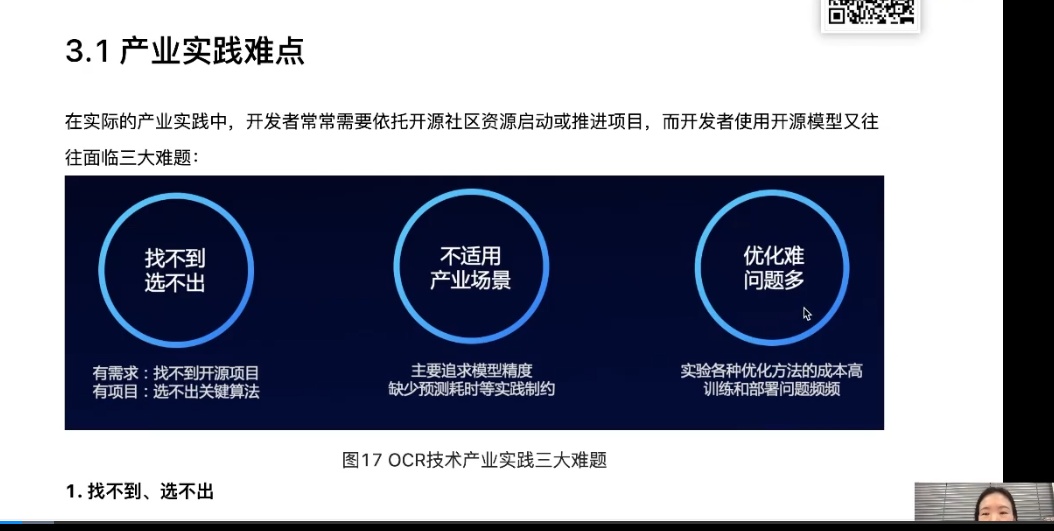 3.1 产业实践难点
在实际的产业实践中，开发者常常需要依托开源社区资源启动或推进项目，而开发者使用开源模型又往
往面临三大难题：
找不到
选不出
有需求：找不到开源项目
有项目：选不出关键算法
不适用
产业场景
主要追求模型精度
缺少预测耗时等实践制约
优化难
问题多
实验各种优化方法的成本高
训练和部署问题频频
图17 OCR技术产业实践三大难题
1. 找不到、选不出